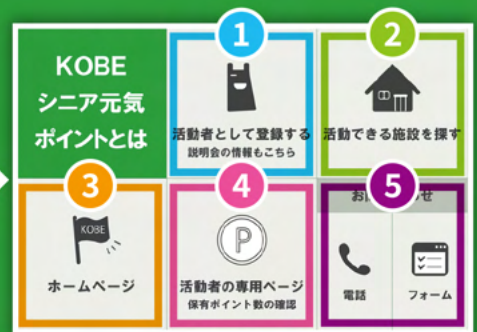 KOBE
シニア元気
ポイントとは
1
活動者として登録する
説明会の情報もこちら
2
活動できる施設を探す
3
KOBE
ホームページ
4
P
活動者の専用ページ
保有ポイント数の確認
5
電話
フォーム